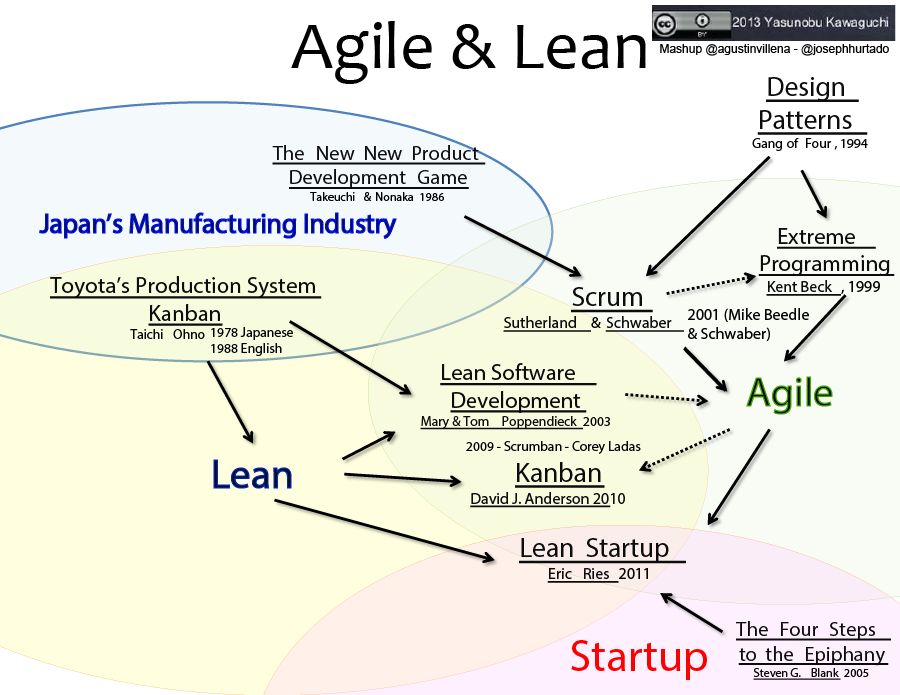 Agile & Lean
cc BY
2013 Yasunobu Kawaguchi
Mashup @agustinvillena - @josephhurtado
Design
Patterns
Gang of Four , 1994
The New New Product
Development Game
Takeuchi & Nonaka 1986
Japan's Manufacturing Industry
Extreme
Programming
Kent Beck , 1999
Toyota's Production System
Kanban
Taichi Ohno 1978 Japanese
1988 English
Scrum
Sutherland & Schwaber
2001 (Mike Beedle
& Schwaber)
Lean Software
Development
Mary & Tom Poppendieck 2003
Agile
2009 - Scrumban - Corey Ladas
Kanban
David J. Anderson 2010
Lean
Lean Startup
Eric Ries 2011
Startup
The Four Steps
to the Epiphany
Steven G. Blank 2005